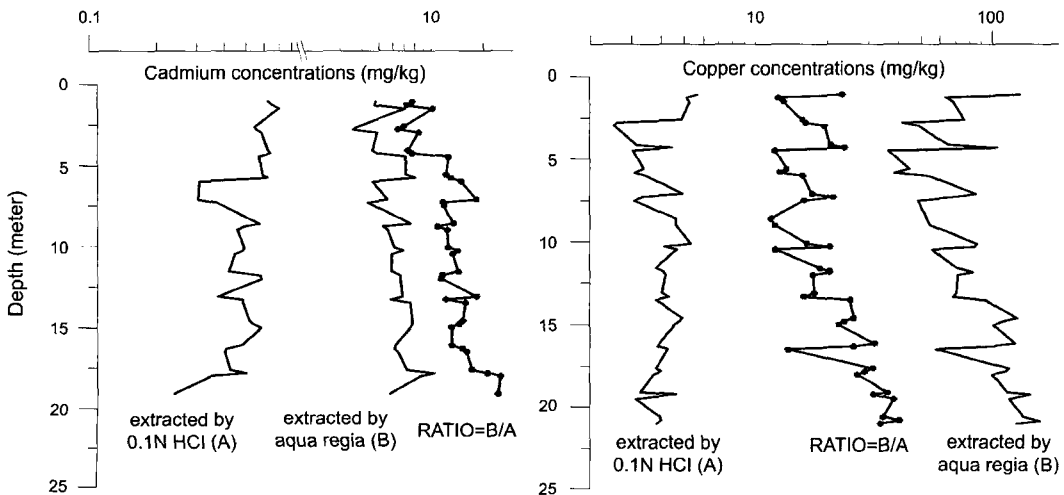 0.1
10
Cadmium concentrations (mg/kg)
0
5
10
15
20
25
Depth (meter)
extracted by
0.1N HCl (A)
extracted by
aqua regia (B)
RATIO=B/A
10
100
Copper concentrations (mg/kg)
0
5
10
15
20
25
extracted by
0.1N HCl (A)
RATIO=B/A
extracted by
aqua regia (B)